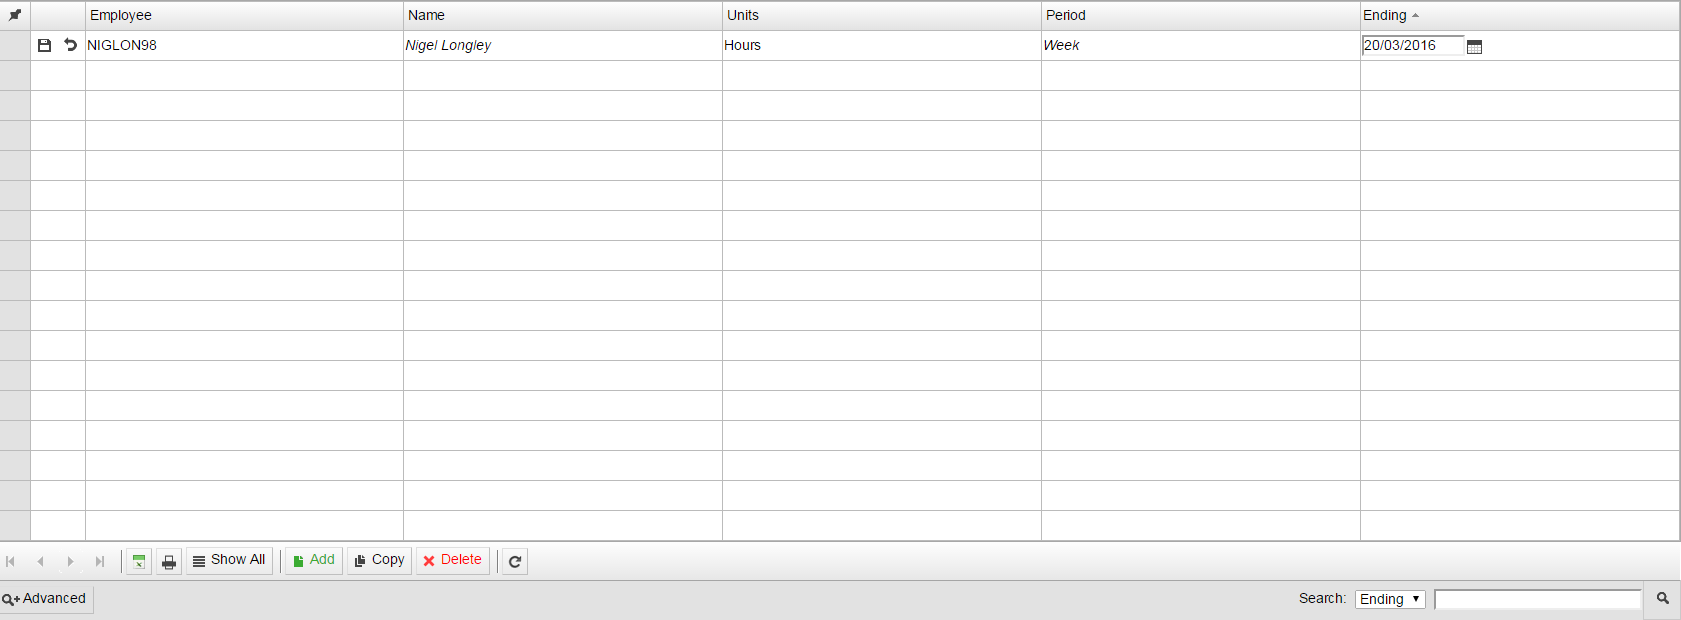 Employee Name Units Period Ending
NIGLON98 Nigel Longley Hours Week 20/03/2016
Show All Add Copy Delete
Advanced Search: Ending